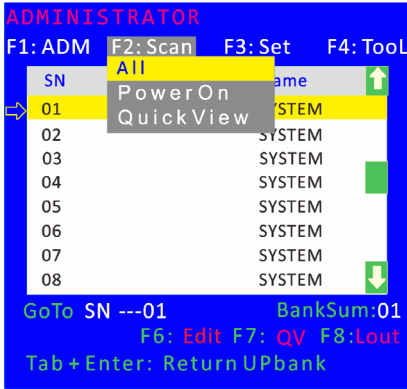 ADMINISTRATOR
F1: ADM F2: Scan F3: Set F4: TooL
SN
All
PowerOn
QuickView
01 SYSTEM
02 SYSTEM
03 SYSTEM
04 SYSTEM
05 SYSTEM
06 SYSTEM
07 SYSTEM
08 SYSTEM
GoTo SN ---01 BankSum:01
F6: Edit F7: QV F8:Lout
Tab+Enter: Return UPbank